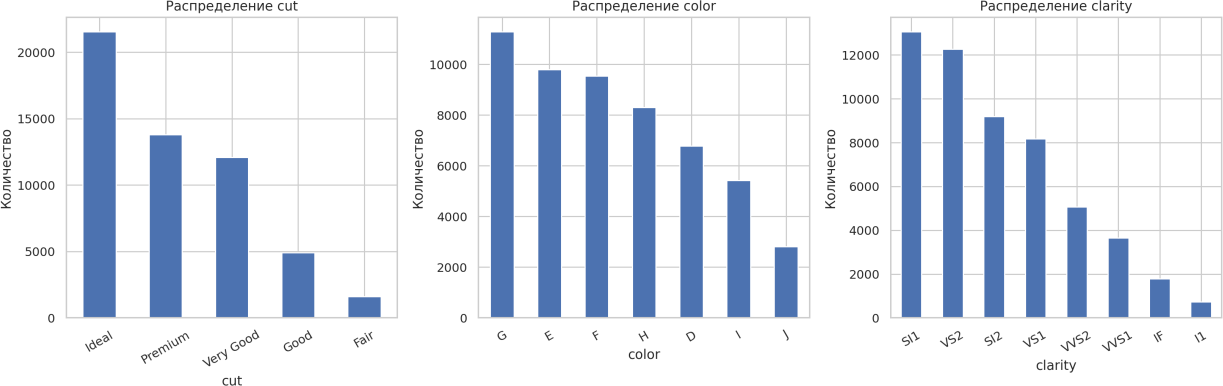 Распределение cut
Количество
20000
15000
10000
5000
0
Ideal
Premium
Very Good
Good
Fair
cut
Распределение color
Количество
10000
8000
6000
4000
2000
0
G
E
F
H
D
I
J
color
Распределение clarity
Количество
12000
10000
8000
6000
4000
2000
0
SI1
VS2
SI2
VS1
VVS2
VVS1
IF
I1
clarity